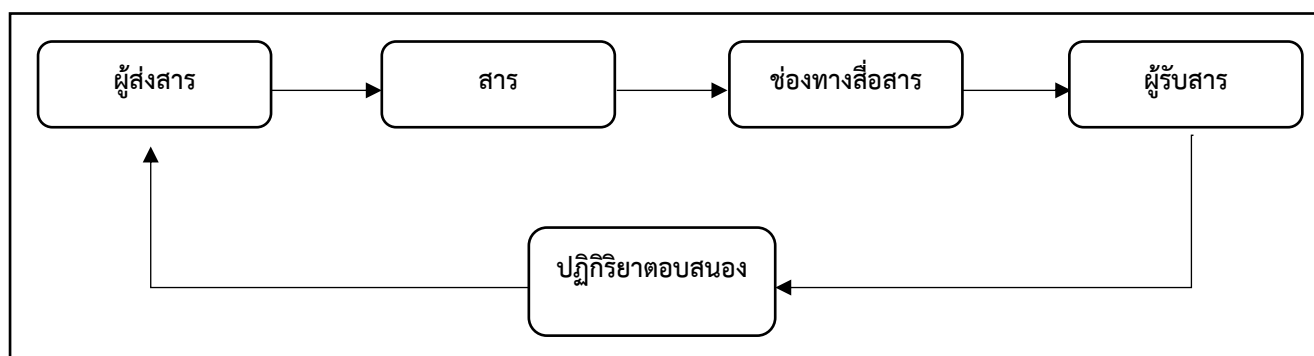 ผู้ส่งสาร
สาร
ช่องทางสื่อสาร
ผู้รับสาร
ปฏิกิริยาตอบสนอง